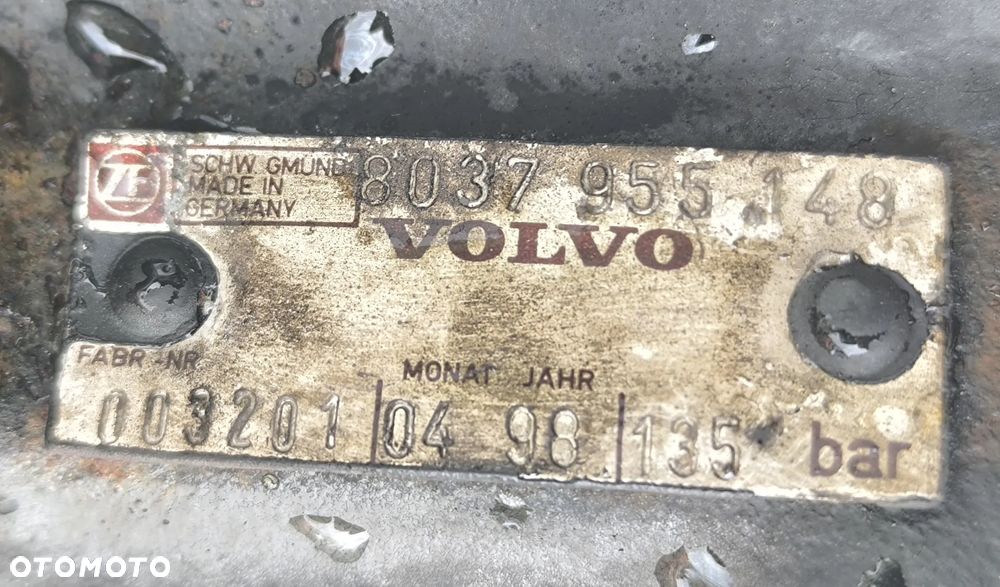 ZF
SCHW. GMÜND
MADE IN
GERMANY
8037 955 148
VOLVO
FABR-NR
MONAT JAHR
003201 04 98 135 bar
OTOMOTO